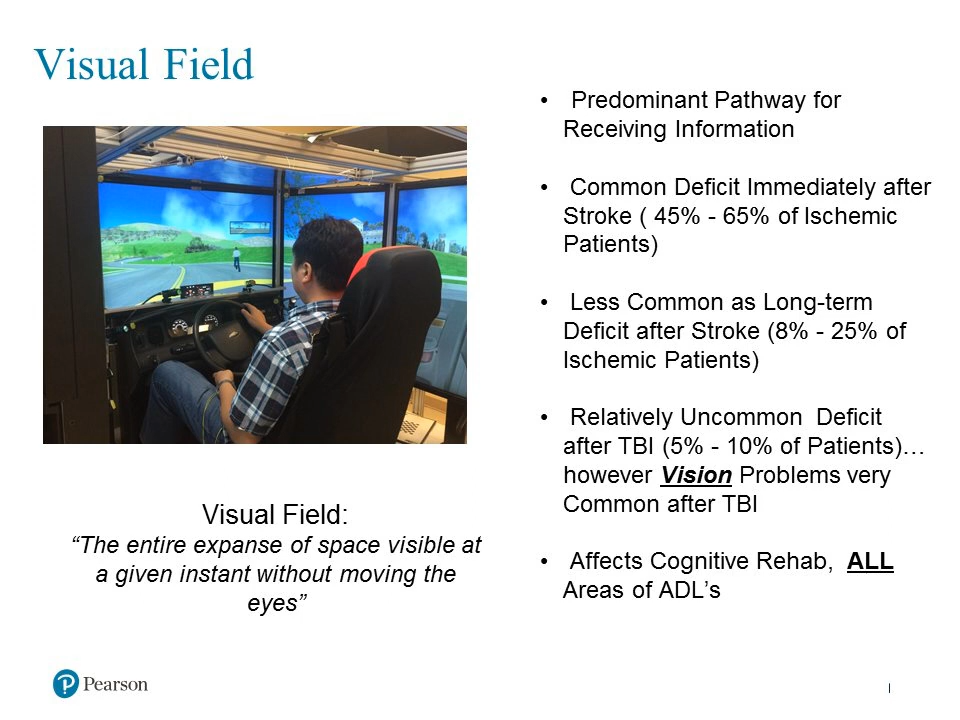 Visual Field
• Predominant Pathway for
Receiving Information
• Common Deficit Immediately after
Stroke ( 45% - 65% of Ischemic
Patients)
• Less Common as Long-term
Deficit after Stroke (8% - 25% of
Ischemic Patients)
• Relatively Uncommon  Deficit
after TBI (5% - 10% of Patients)…
however Vision Problems very
Common after TBI
• Affects Cognitive Rehab,  ALL
Areas of ADL’s
Visual Field:
“The entire expanse of space visible at
a given instant without moving the
eyes”
Pearson